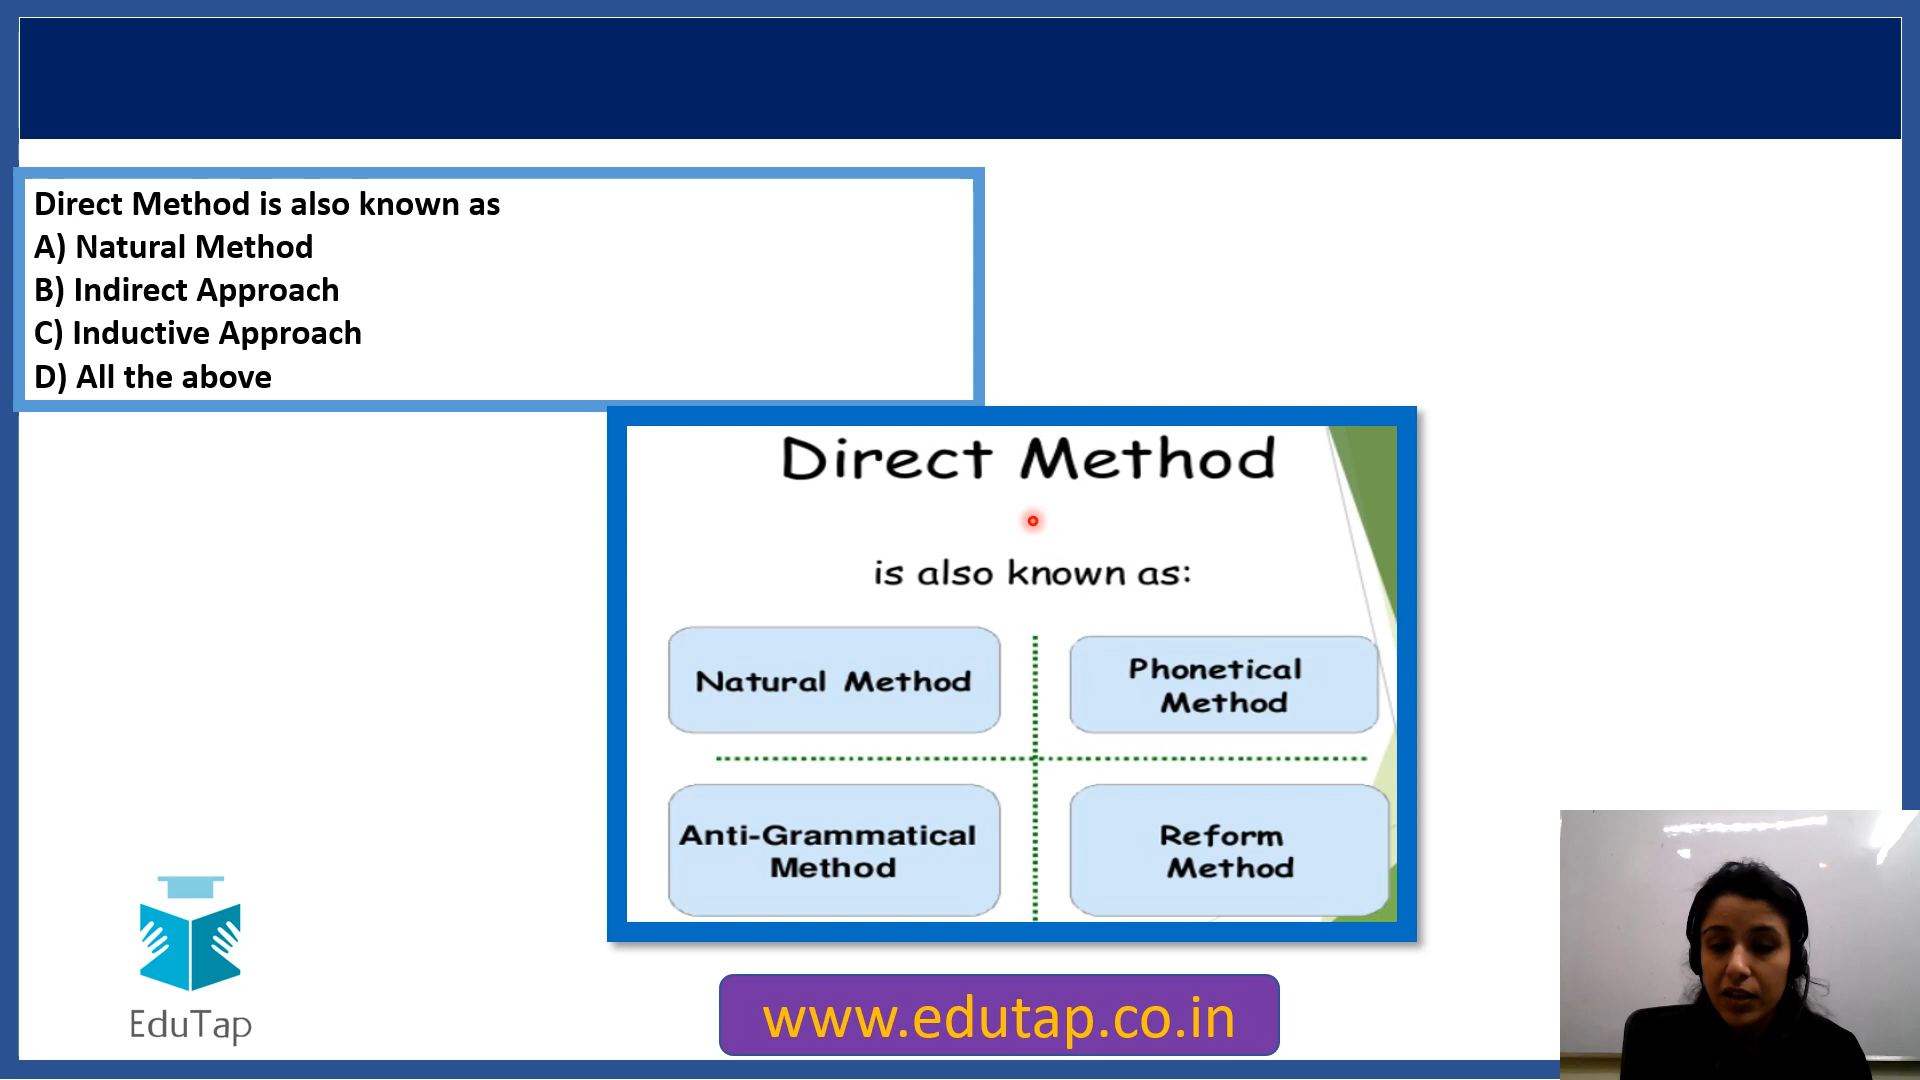 Direct Method is also known as
A) Natural Method
B) Indirect Approach
C) Inductive Approach
D) All the above
Direct Method
is also known as:
Natural Method
Phonetical
Method
Anti-Grammatical
Method
Reform
Method
EduTap
www.edutap.co.in